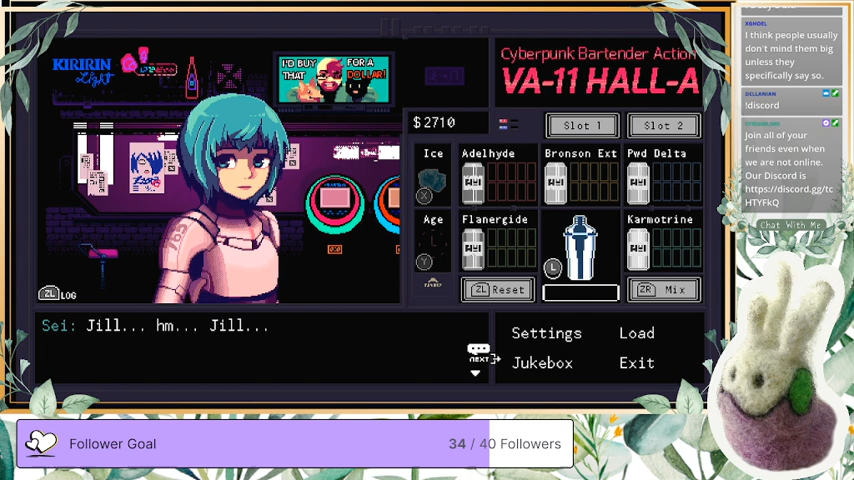 XGHOEL
I think people usually
don't mind them big
unless they
specifically say so.
DELLANIAN
!discord
Join all of your
friends even when
we are not online.
Our Discord is
https://discord.gg/tc
HTYFkQ
Chat With Me
KIRIRIN
Light
I'D BUY
THAT
FOR A
DOLLAR!
Cyberpunk Bartender Action
VA-11 HALL-A
$2710
Slot 1
Slot 2
Ice
Adelhyde
Bronson Ext
Pwd Delta
X
Age
Flanergide
Karmotrine
Y
L
ZL Reset
ZR Mix
ZL LOG
Sei: Jill... hm... Jill...
NEXT
Settings
Load
Jukebox
Exit
Follower Goal
34 / 40 Followers